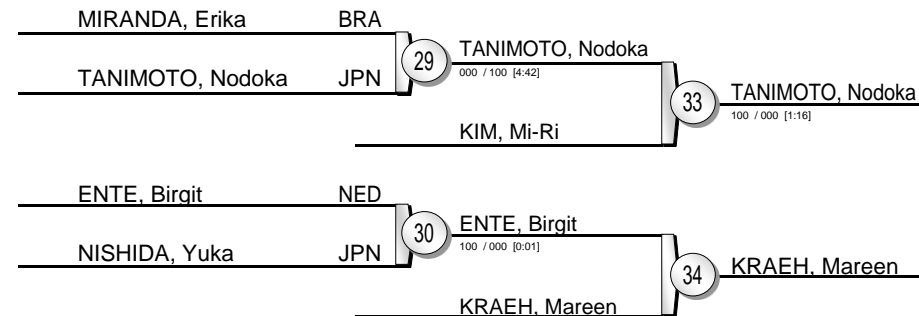 MIRANDA, Erika BRA
29
TANIMOTO, Nodoka
000 / 100 [4:42]
TANIMOTO, Nodoka JPN
33
TANIMOTO, Nodoka
100 / 000 [1:16]
KIM, Mi-Ri
ENTE, Birgit NED
30
ENTE, Birgit
100 / 000 [0:01]
NISHIDA, Yuka JPN
34
KRAEH, Mareen
KRAEH, Mareen